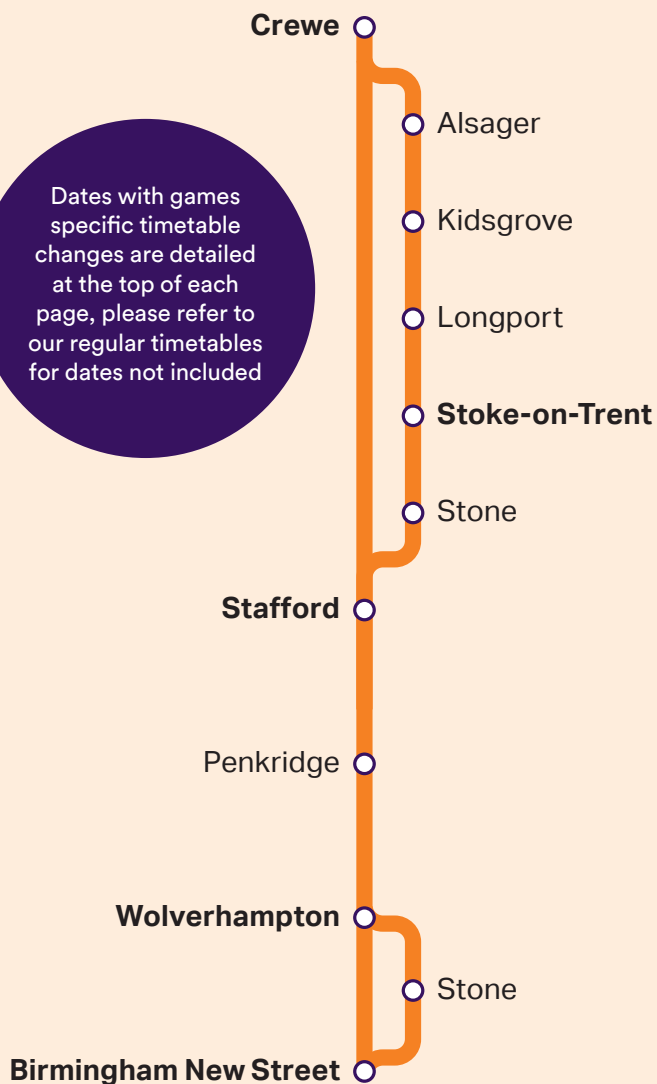 Crewe
Alsager
Dates with games
specific timetable
changes are detailed
at the top of each
page, please refer to
our regular timetables
for dates not included
Kidsgrove
Longport
Stoke-on-Trent
Stone
Stafford
Penkridge
Wolverhampton
Stone
Birmingham New Street